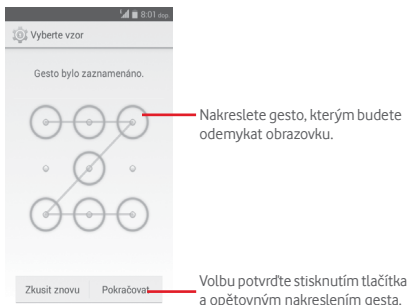 8:01 dop.
Vyberte vzor
Gesto bylo zaznamenáno.
Nakreslete gesto, kterým budete
odemykat obrazovku.
Zkusit znovu
Pokračovat
Volbu potvrďte stisknutím tlačítka
a opětovným nakreslením gesta.